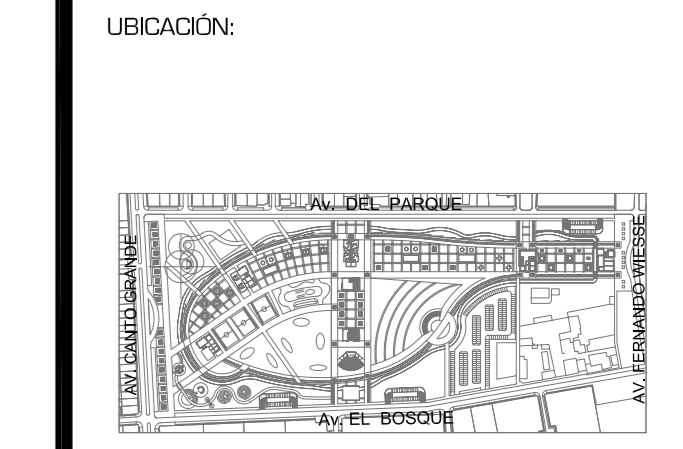 UBICACIÓN:
Av. DEL PARQUE
AV. CANTO GRANDE
AV. FERNANDO WIESSE
Av. EL BOSQUE